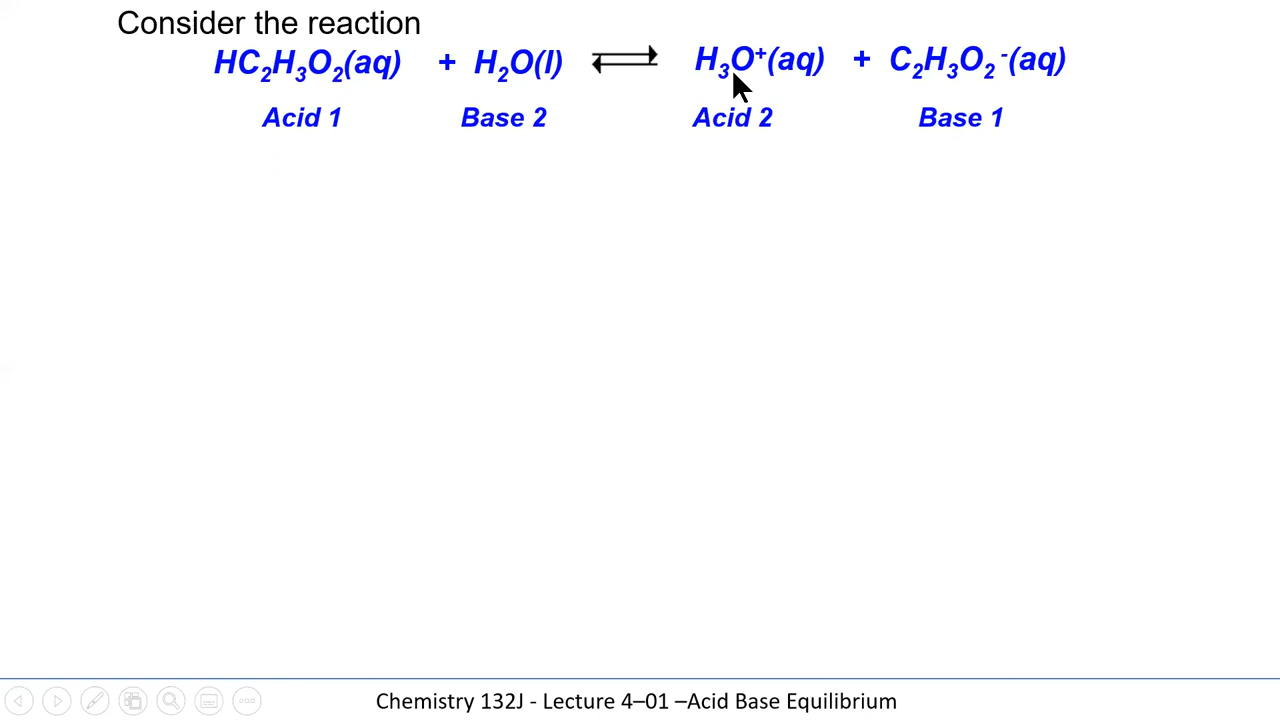 Consider the reaction
HC₂H₃O₂(aq) + H₂O(l) ⇌ H₃O⁺(aq) + C₂H₃O₂⁻(aq)
Acid 1 Base 2 Acid 2 Base 1
Chemistry 132J - Lecture 4–01 –Acid Base Equilibrium